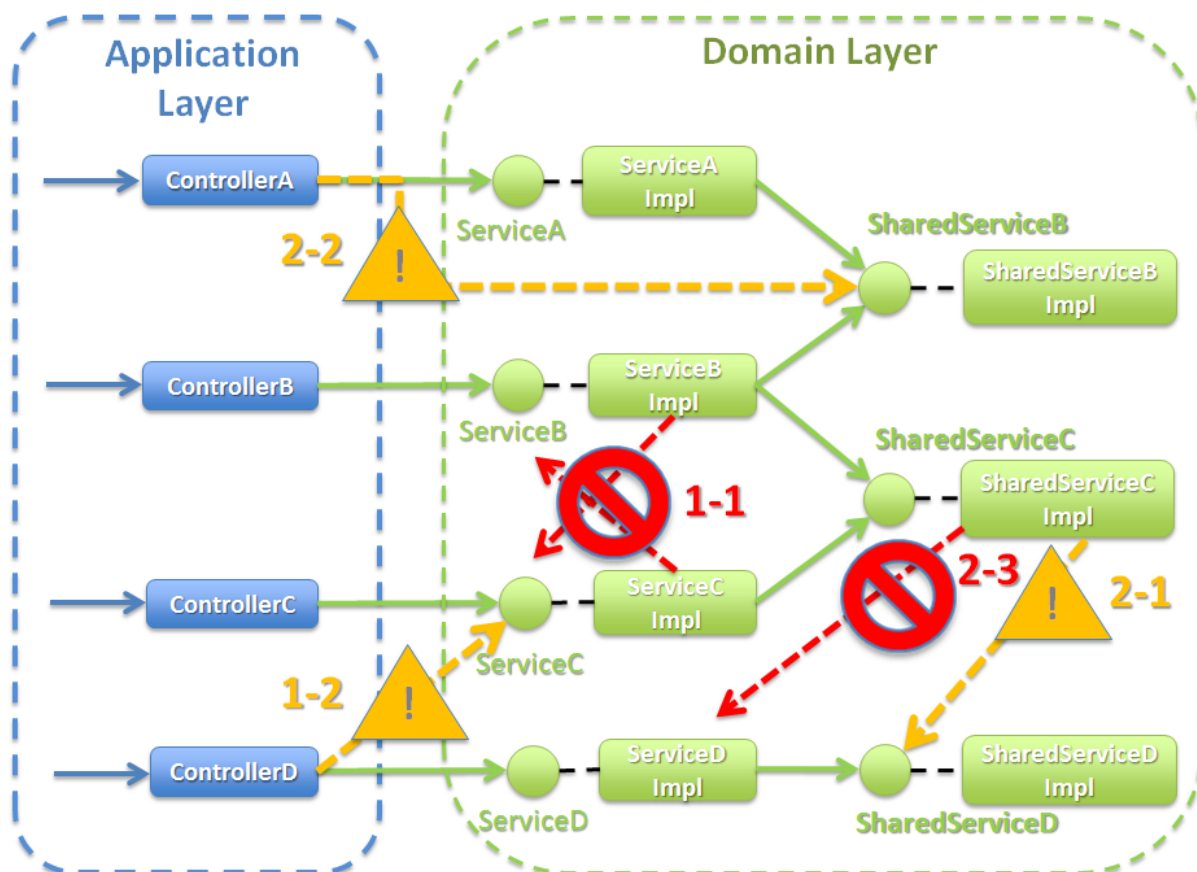 Application
Layer
Domain Layer
ControllerA
ServiceA
ServiceA
Impl
SharedServiceB
SharedServiceB
Impl
2-2
!
ControllerB
ServiceB
ServiceB
Impl
SharedServiceC
SharedServiceC
Impl
1-1
2-3
!
2-1
ControllerC
ServiceC
ServiceC
Impl
1-2
!
ControllerD
ServiceD
ServiceD
Impl
SharedServiceD
SharedServiceD
Impl